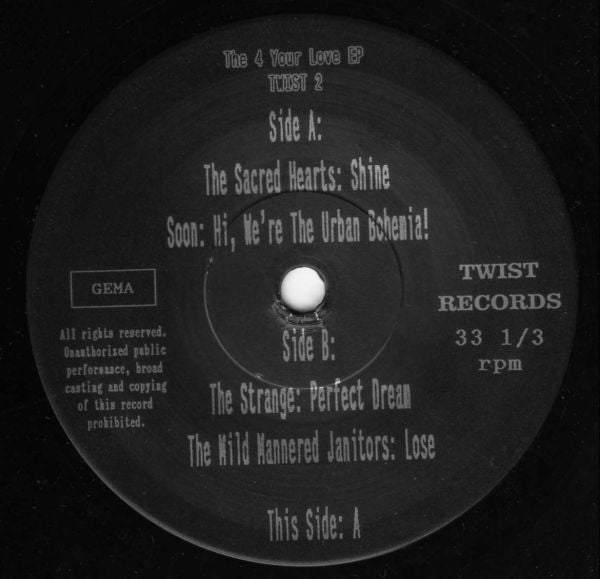 The 4 Your Love EP
TWIST 2
Side A:
The Sacred Hearts: Shine
Soon: Hi, We're The Urban Bohemia!
GEMA
All rights reserved.
Unauthorized public
performance, broad
casting and copying
of this record
prohibited.
TWIST
RECORDS
33 1/3
rpm
Side B:
The Strange: Perfect Dream
The Mild Mannered Janitors: Lose
This Side: A